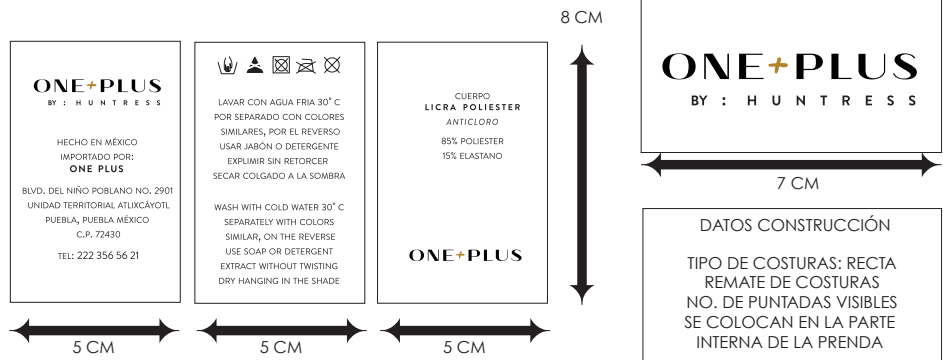 ONE+PLUS
BY : HUNTRESS
HECHO EN MÉXICO
IMPORTADO POR:
ONE PLUS
BLVD. DEL NIÑO POBLANO NO. 2901
UNIDAD TERRITORIAL ATLIXCÁYOTL
PUEBLA, PUEBLA MÉXICO
C.P. 72430
TEL: 222 356 56 21
5 CM
LAVAR CON AGUA FRIA 30° C
POR SEPARADO CON COLORES
SIMILARES, POR EL REVERSO
USAR JABÓN O DETERGENTE
EXPLIMIR SIN RETORCER
SECAR COLGADO A LA SOMBRA
WASH WITH COLD WATER 30° C
SEPARATELY WITH COLORS
SIMILAR, ON THE REVERSE
USE SOAP OR DETERGENT
EXTRACT WITHOUT TWISTING
DRY HANGING IN THE SHADE
5 CM
CUERPO
LICRA POLIESTER
ANTICLORO
85% POLIESTER
15% ELASTANO
ONE+PLUS
5 CM
8 CM
ONE+PLUS
BY : HUNTRESS
7 CM
DATOS CONSTRUCCIÓN
TIPO DE COSTURAS: RECTA
REMATE DE COSTURAS
NO. DE PUNTADAS VISIBLES
SE COLOCAN EN LA PARTE
INTERNA DE LA PRENDA